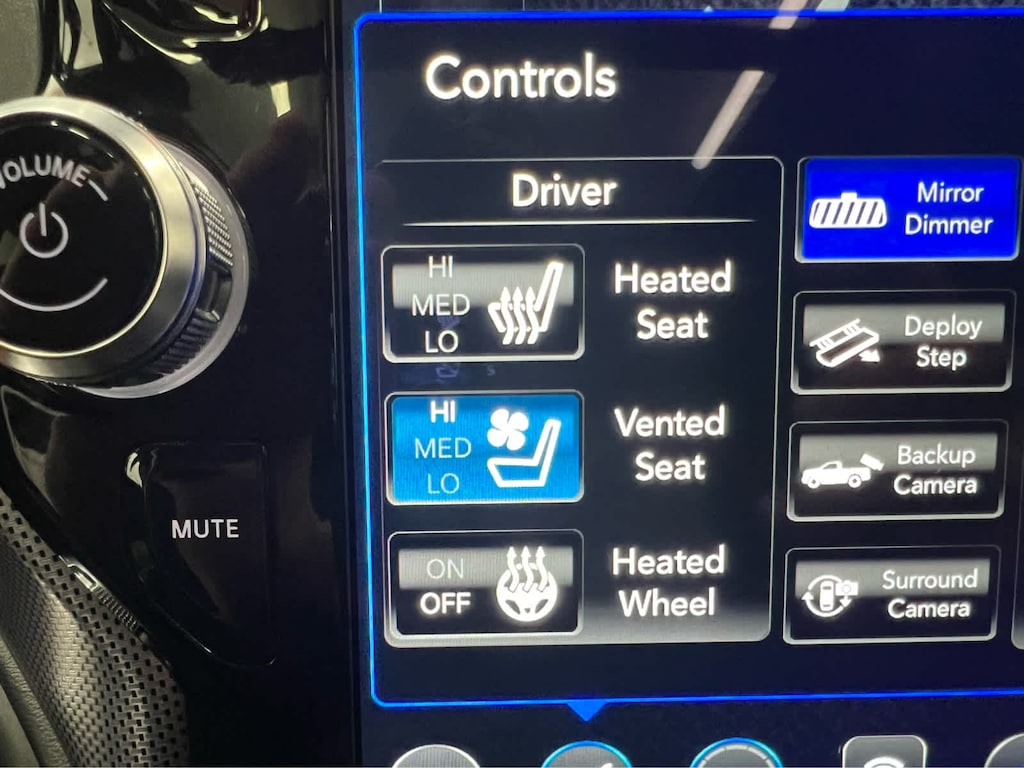 VOLUME
MUTE
Controls
Driver
HI
MED
LO
Heated
Seat
HI
MED
LO
Vented
Seat
ON
OFF
Heated
Wheel
Mirror
Dimmer
Deploy
Step
Backup
Camera
Surround
Camera